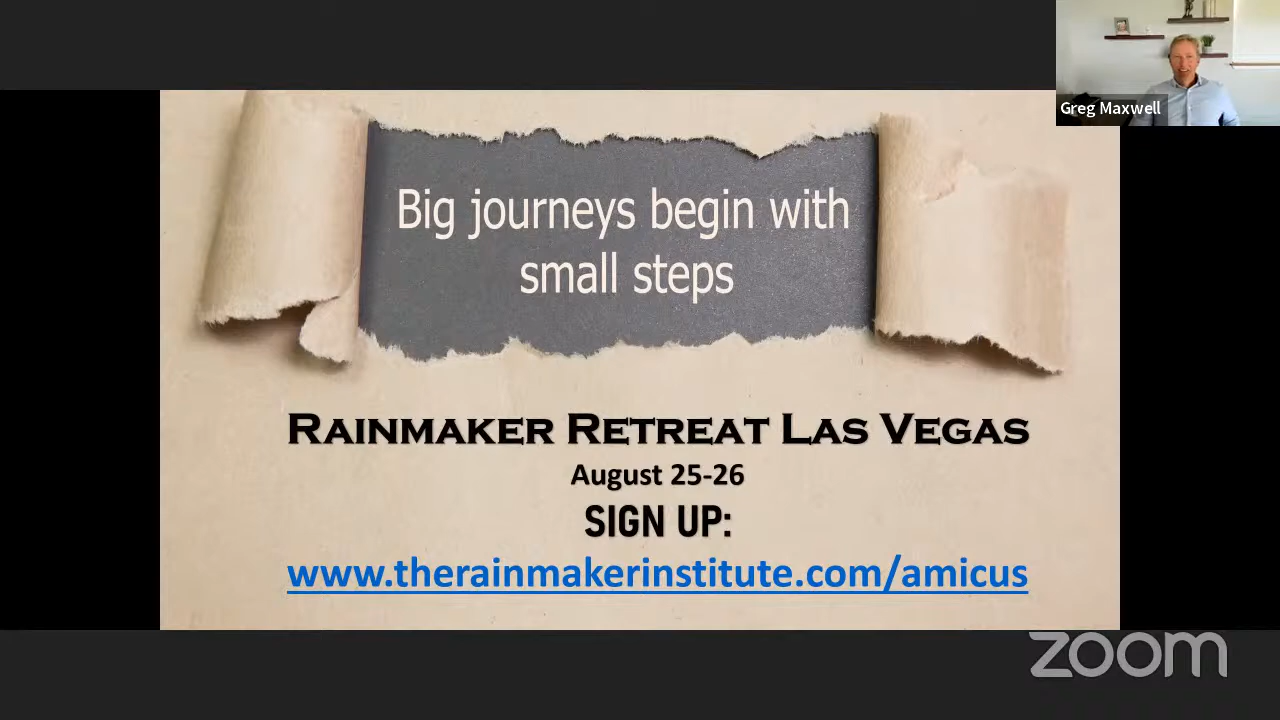 Greg Maxwell
Big journeys begin with
small steps
RAINMAKER RETREAT LAS VEGAS
August 25-26
SIGN UP:
www.therainmakerinstitute.com/amicus
zoom